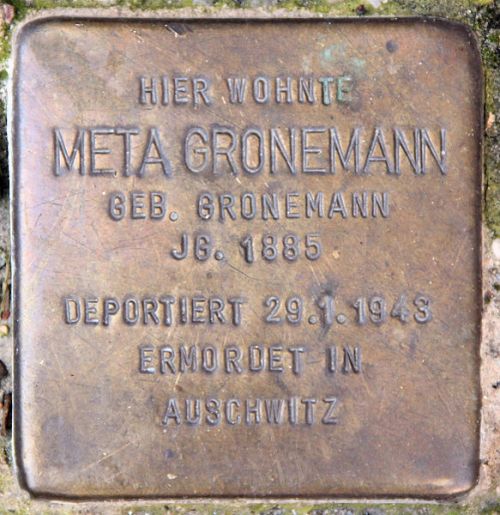 HIER WOHNTE
META GRONEMANN
GEB. GRONEMANN
JG. 1885
DEPORTIERT 29.1.1943
ERMORDET IN
AUSCHWITZ